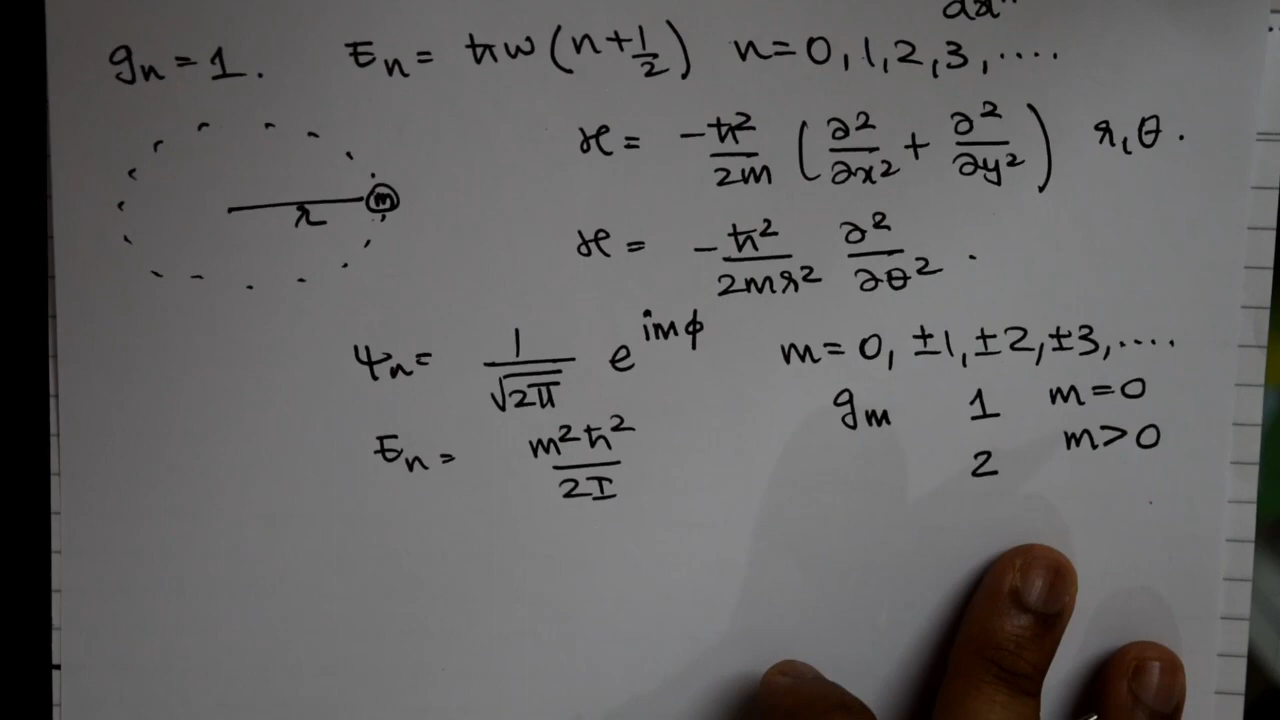 gn = 1. En = ħω (n+1/2) n = 0, 1, 2, 3, ....
ℋ = -ħ²/2m (∂²/∂x² + ∂²/∂y²) r, θ.
r m
ℋ = -ħ²/2mr² ∂²/∂θ².
ψn = 1/√2π e^imϕ m = 0, ±1, ±2, ±3, ....
gm 1 m=0
En = m²ħ²/2I 2 m>0